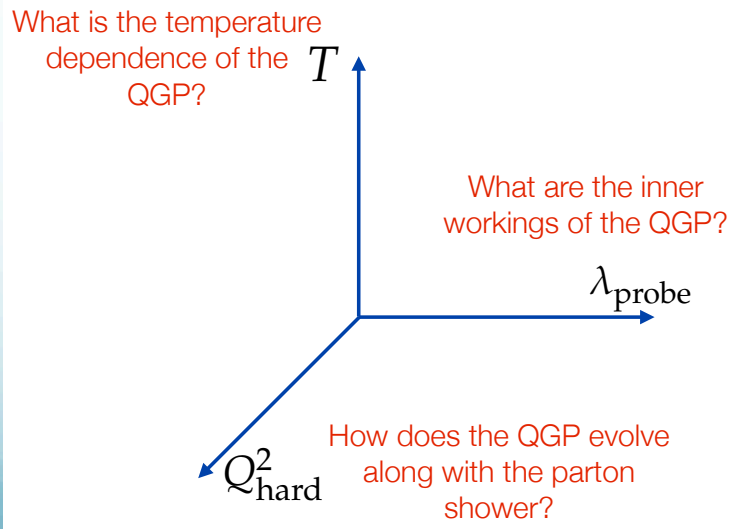 What is the temperature
dependence of the
QGP?
T
What are the inner
workings of the QGP?
λprobe
Q²hard
How does the QGP evolve
along with the parton
shower?